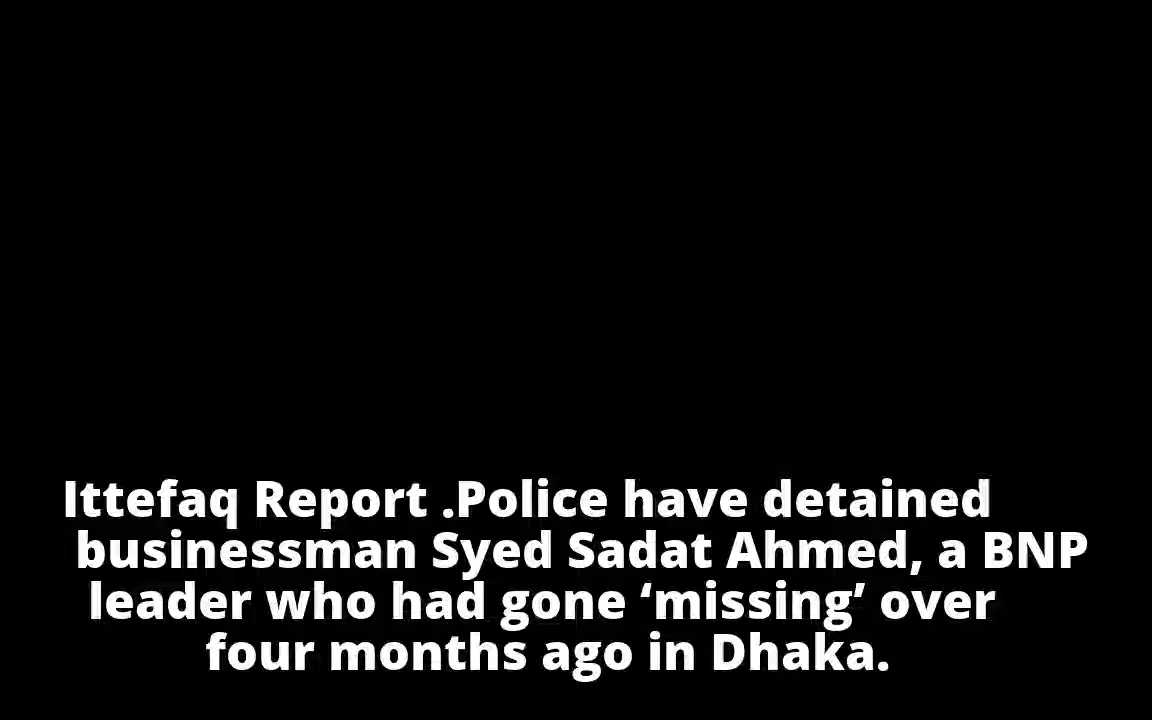 Ittefaq Report .Police have detained
businessman Syed Sadat Ahmed, a BNP
leader who had gone ‘missing’ over
four months ago in Dhaka.